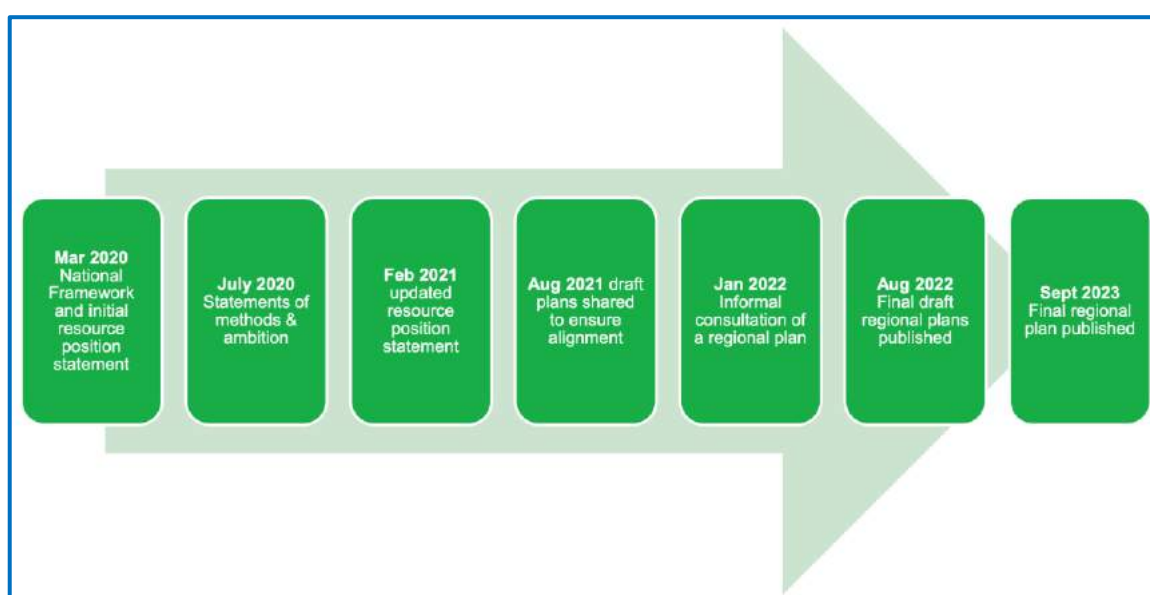 Mar 2020
National
Framework
and initial
resource
position
statement
July 2020
Statements of
methods &
ambition
Feb 2021
updated
resource
position
statement
Aug 2021 draft
plans shared
to ensure
alignment
Jan 2022
Informal
consultation of
a regional plan
Aug 2022
Final draft
regional plans
published
Sept 2023
Final regional
plan published